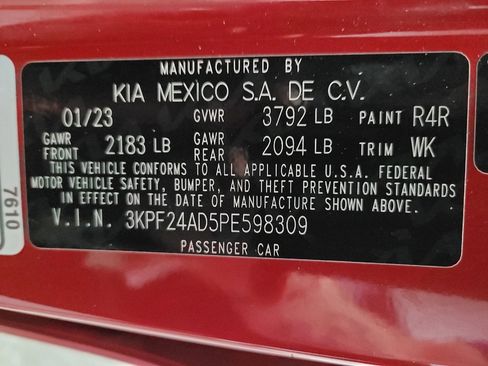 MANUFACTURED BY
KIA MEXICO S.A. DE C.V.
01/23 GVWR 3792 LB PAINT R4R
GAWR FRONT 2183 LB GAWR REAR 2094 LB TRIM WK
THIS VEHICLE CONFORMS TO ALL APPLICABLE U.S.A. FEDERAL
MOTOR VEHICLE SAFETY, BUMPER, AND THEFT PREVENTION STANDARDS
IN EFFECT ON THE DATE OF MANUFACTURE SHOWN ABOVE.
V.I.N. 3KPF24AD5PE598309
PASSENGER CAR
7610